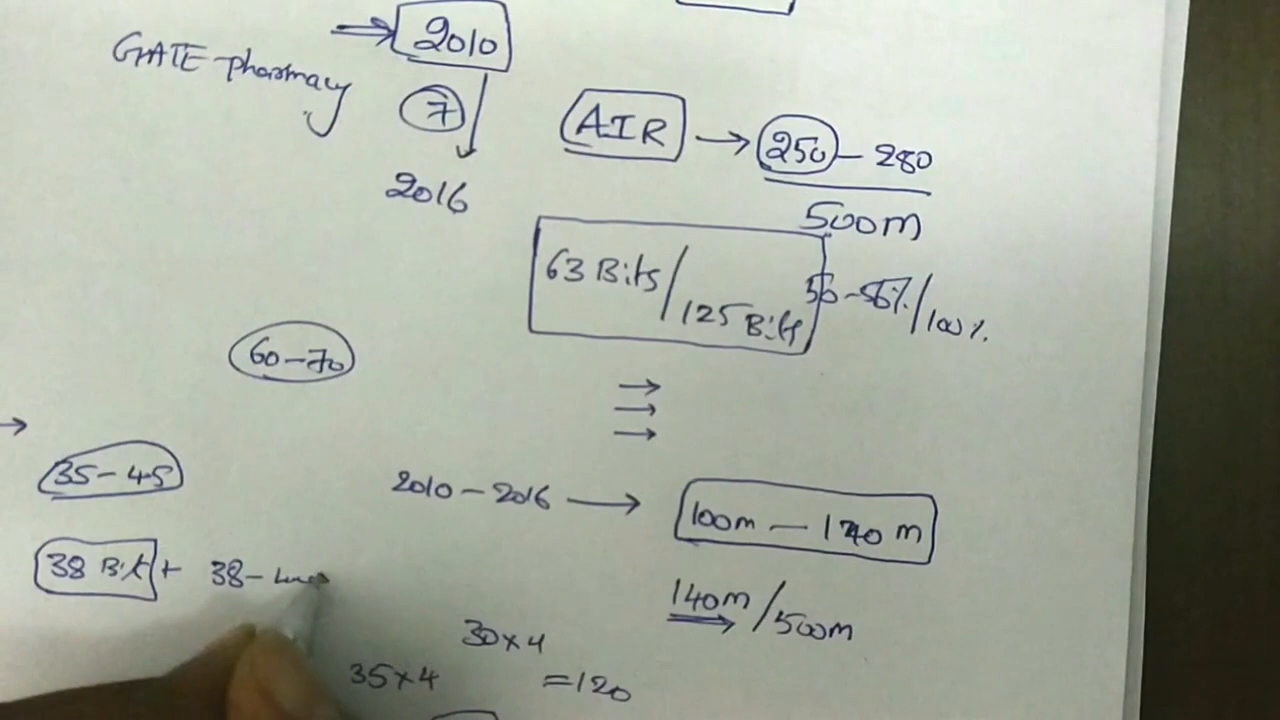 GATE-pharmacy
→ 2010
7
2016
AIR → 250 - 280
500m
63 Bits/125 Bits
/100%
60-70
→
→
→
→
35-45
2010-2016 → 100m - 140m
38 Bit + 38-
140m/500m
30x4
35x4 =120